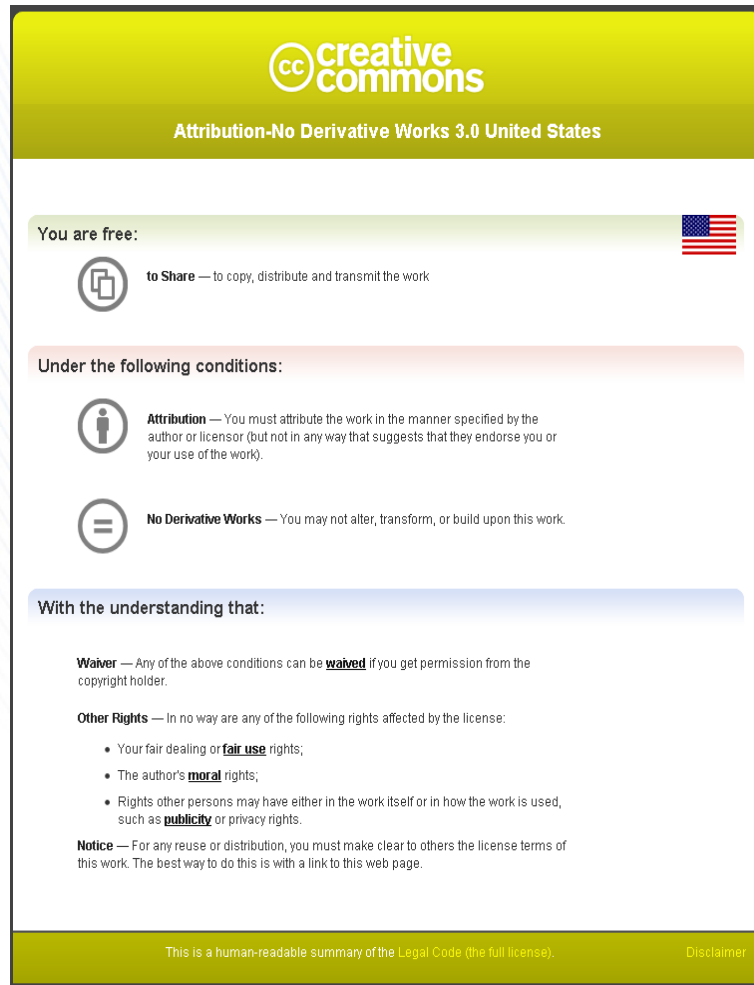 cc creative
commons
Attribution-No Derivative Works 3.0 United States
You are free:
to Share — to copy, distribute and transmit the work
Under the following conditions:
Attribution — You must attribute the work in the manner specified by the
author or licensor (but not in any way that suggests that they endorse you or
your use of the work).
No Derivative Works — You may not alter, transform, or build upon this work.
With the understanding that:
Waiver — Any of the above conditions can be waived if you get permission from the
copyright holder.
Other Rights — In no way are any of the following rights affected by the license:
• Your fair dealing or fair use rights;
• The author's moral rights;
• Rights other persons may have either in the work itself or in how the work is used,
such as publicity or privacy rights.
Notice — For any reuse or distribution, you must make clear to others the license terms of
this work. The best way to do this is with a link to this web page.
This is a human-readable summary of the Legal Code (the full license).
Disclaimer